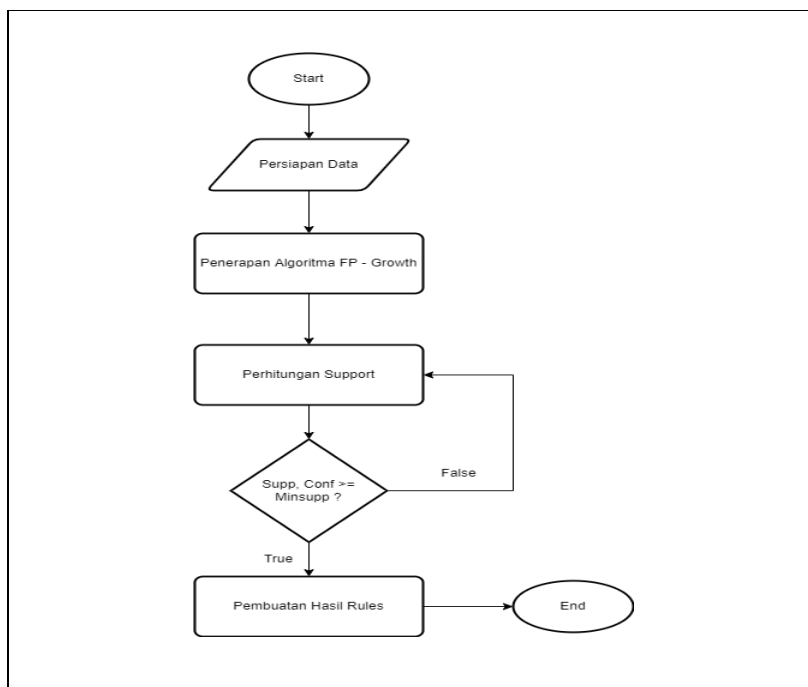 Start
Persiapan Data
Penerapan Algoritma FP - Growth
Perhitungan Support
Supp, Conf >=
Minsupp ?
False
True
Pembuatan Hasil Rules
End